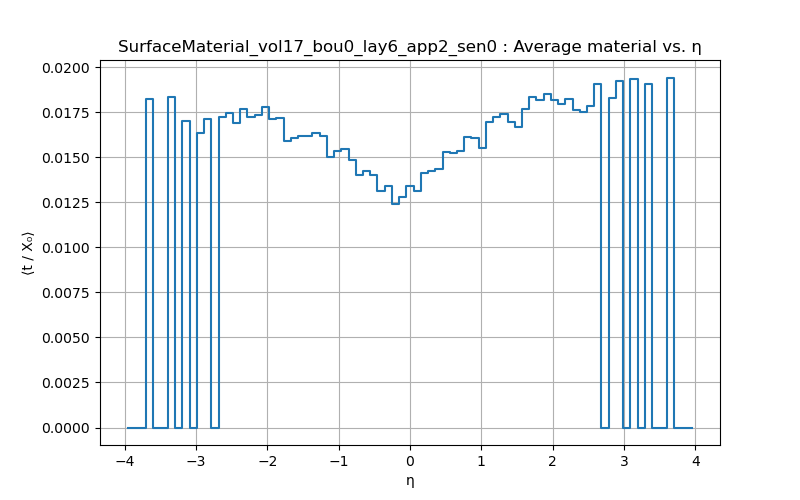 SurfaceMaterial_vol17_bou0_lay6_app2_sen0 : Average material vs. η
0.0200
0.0175
0.0150
0.0125
0.0100
0.0075
0.0050
0.0025
0.0000
⟨t / X₀⟩
−4 −3 −2 −1 0 1 2 3 4
η